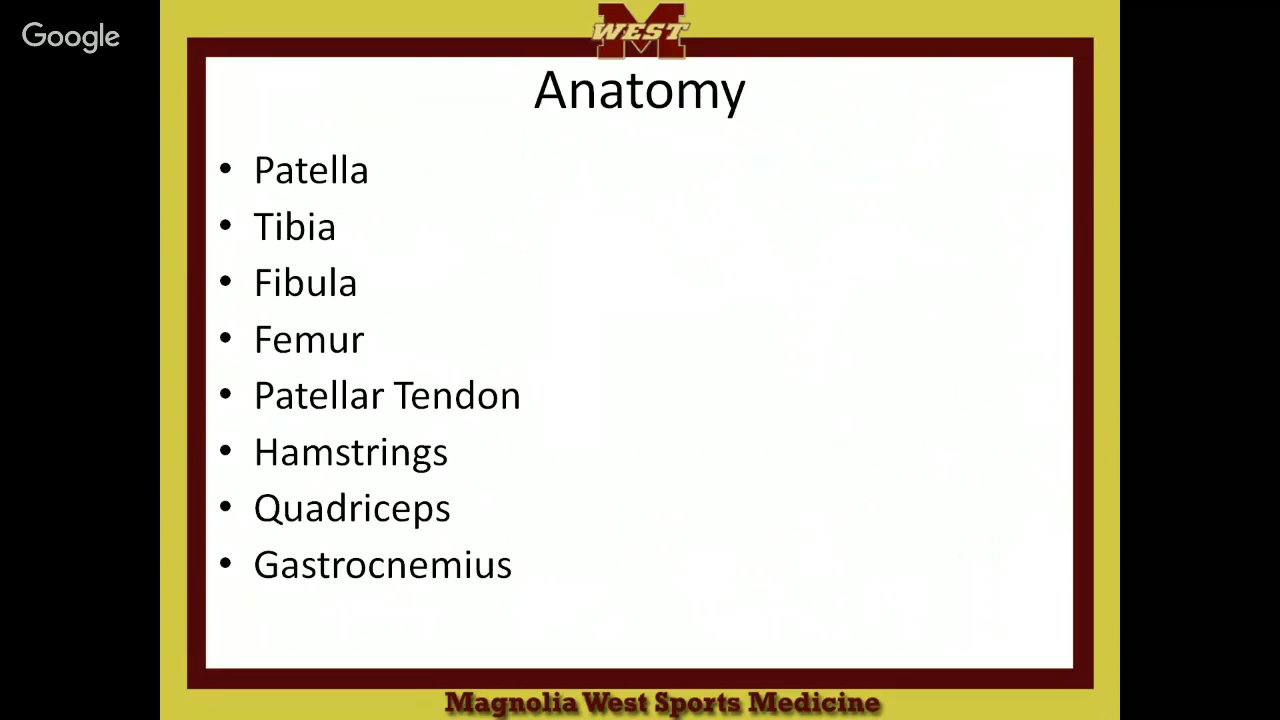 Google
M
WEST
Anatomy
• Patella
• Tibia
• Fibula
• Femur
• Patellar Tendon
• Hamstrings
• Quadriceps
• Gastrocnemius
Magnolia West Sports Medicine